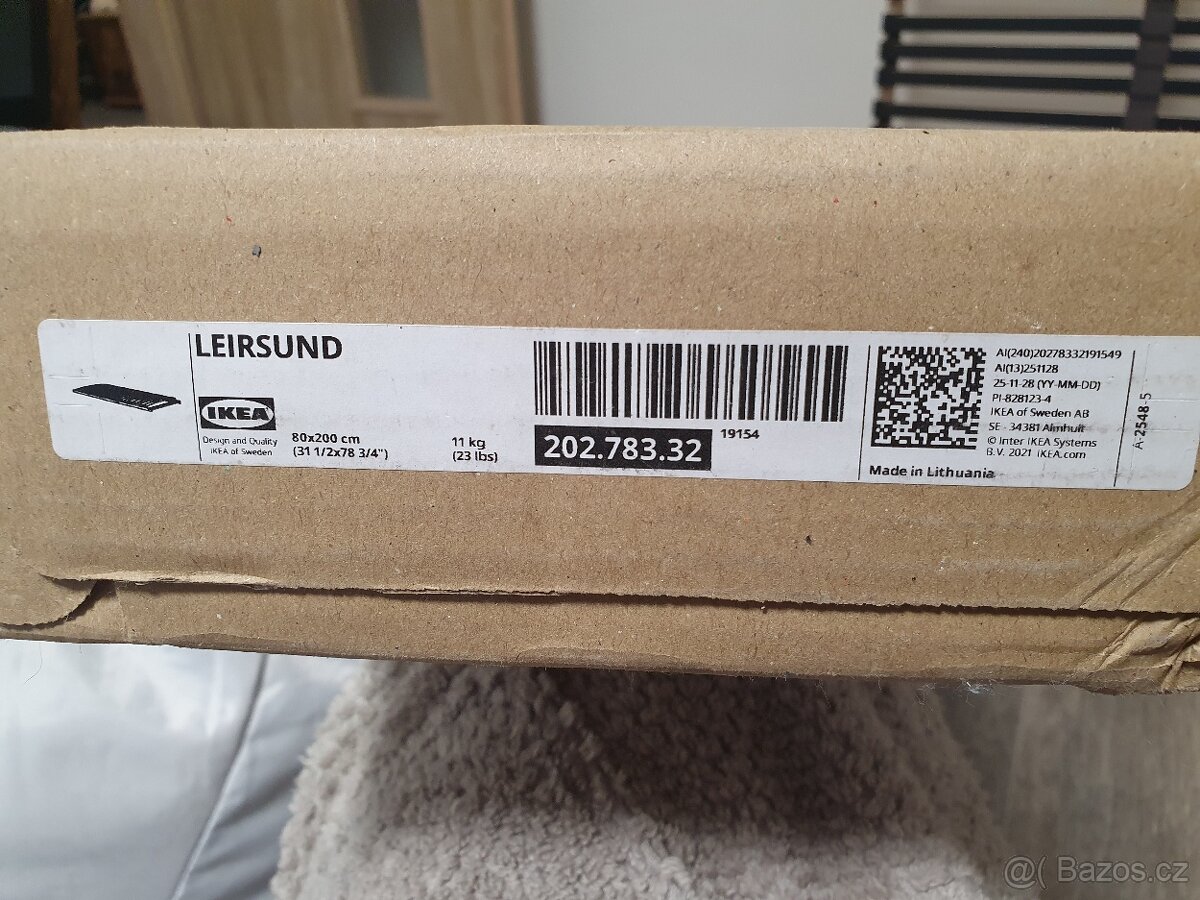 LEIRSUND
IKEA
Design and Quality
IKEA of Sweden
80x200 cm
(31 1/2x78 3/4")
11 kg
(23 lbs)
202.783.32
19154
AI(240)20278332191549
AI(13)251128
25-11-28 (YY-MM-DD)
PI-828123-4
IKEA of Sweden AB
SE - 34381 Älmhult
© Inter IKEA Systems
B.V. 2021 IKEA.com
Made in Lithuania
A-2548-5
@( Bazos.cz